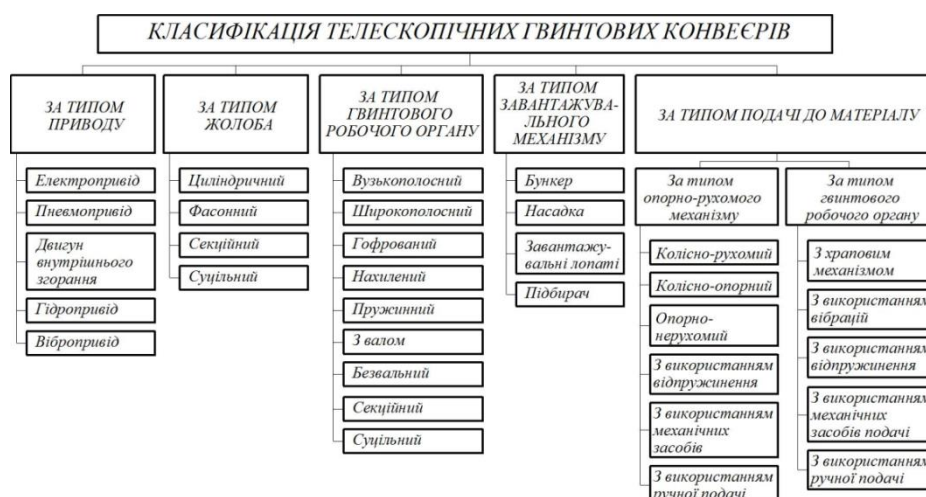 КЛАСИФІКАЦІЯ ТЕЛЕСКОПІЧНИХ ГВИНТОВИХ КОНВЕЄРІВ
ЗА ТИПОМ
ПРИВОДУ
Електропривід
Пневмопривід
Двигун
внутрішнього
згорання
Гідропривід
Вібропривід
ЗА ТИПОМ
ЖОЛОБА
Циліндричний
Фасонний
Секційний
Суцільний
ЗА ТИПОМ
ГВИНТОВОГО
РОБОЧОГО ОРГАНУ
Вузькополосний
Широкополосний
Гофрований
Нахилений
Пружинний
З валом
Безвальний
Секційний
Суцільний
ЗА ТИПОМ
ЗАВАНТАЖУВА-
ЛЬНОГО
МЕХАНІЗМУ
Бункер
Насадка
Завантажу-
вальні лопаті
Підбирач
ЗА ТИПОМ ПОДАЧІ ДО МАТЕРІАЛУ
За типом
опорно-рухомого
механізму
Колісно-рухомий
Колісно-опорний
Опорно-
нерухомий
З використанням
відпружинення
З використанням
механічних
засобів
З використанням
ручної подачі
За типом
гвинтового
робочого органу
З храповим
механізмом
З використанням
вібрацій
З використанням
відпружинення
З використанням
механічних
засобів подачі
З використанням
ручної подачі